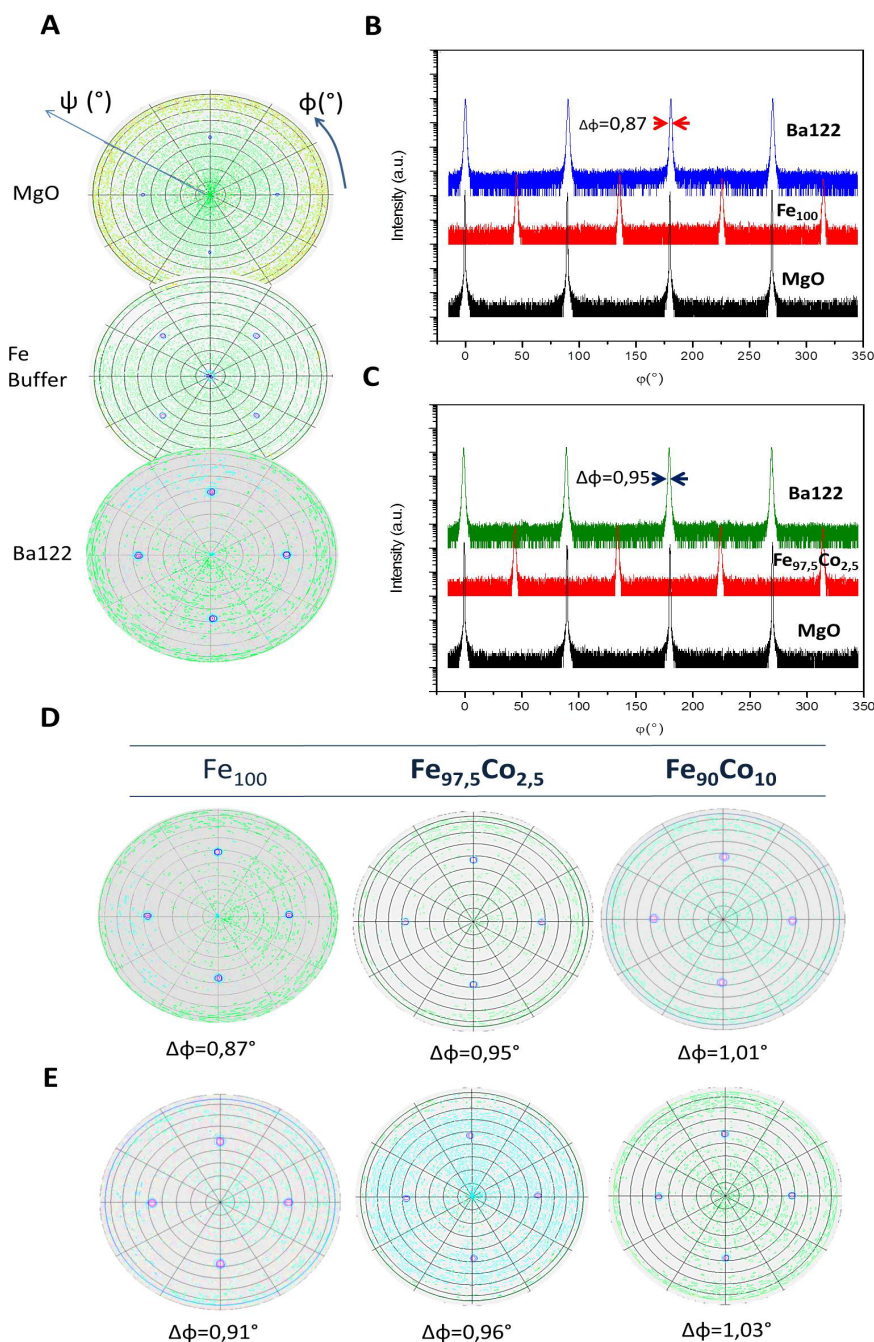 A
ψ (°)
ϕ(°)
MgO
Fe
Buffer
Ba122
B
Intensity (a.u.)
Δϕ=0,87
Ba122
Fe100
MgO
0 50 100 150 200 250 300 350
φ(°)
C
Intensity (a.u.)
Δϕ=0,95
Ba122
Fe97,5Co2,5
MgO
0 50 100 150 200 250 300 350
φ(°)
D
Fe100 Fe97,5Co2,5 Fe90Co10
Δϕ=0,87° Δϕ=0,95° Δϕ=1,01°
E
Δϕ=0,91° Δϕ=0,96° Δϕ=1,03°